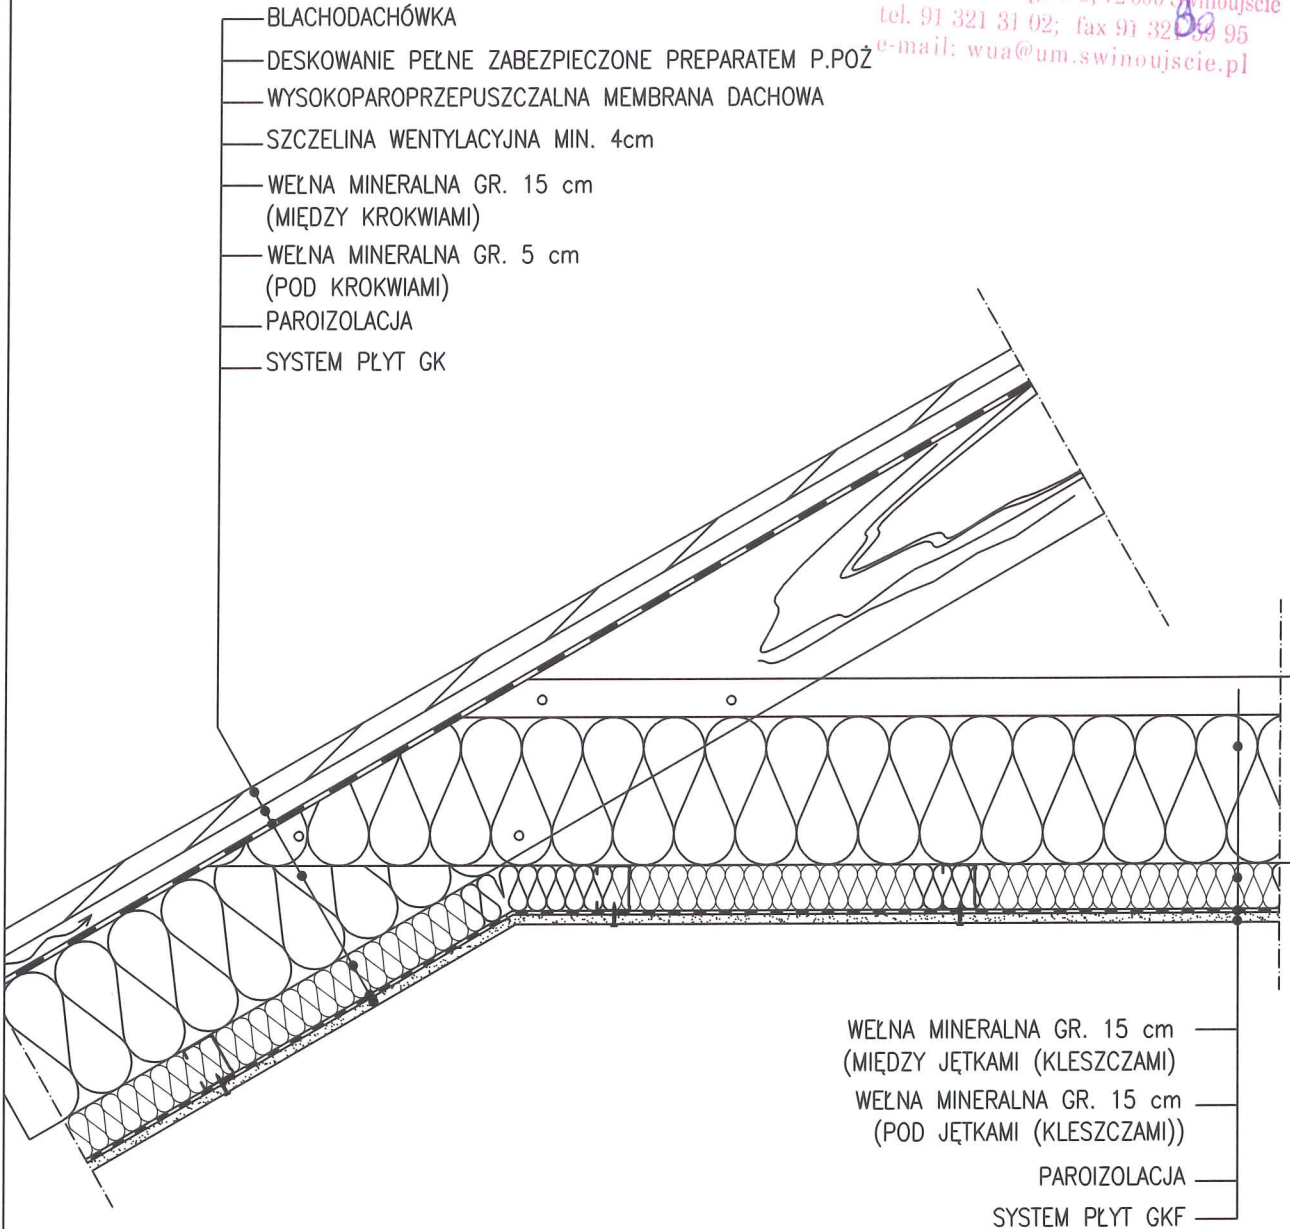 BLACHODACHÓWKA
DESKOWANIE PEŁNE ZABEZPIECZONE PREPARATEM P.POŻ
WYSOKOPAROPRZEPUSZCZALNA MEMBRANA DACHOWA
SZCZELINA WENTYLACYJNA MIN. 4cm
WEŁNA MINERALNA GR. 15 cm
(MIĘDZY KROKWIAMI)
WEŁNA MINERALNA GR. 5 cm
(POD KROKWIAMI)
PAROIZOLACJA
SYSTEM PŁYT GK
tel. 91 321 31 02; fax 91 321 59 95
e-mail: wua@um.swinoujscie.pl
WEŁNA MINERALNA GR. 15 cm
(MIĘDZY JĘTKAMI (KLESZCZAMI)
WEŁNA MINERALNA GR. 15 cm
(POD JĘTKAMI (KLESZCZAMI))
PAROIZOLACJA
SYSTEM PŁYT GKF